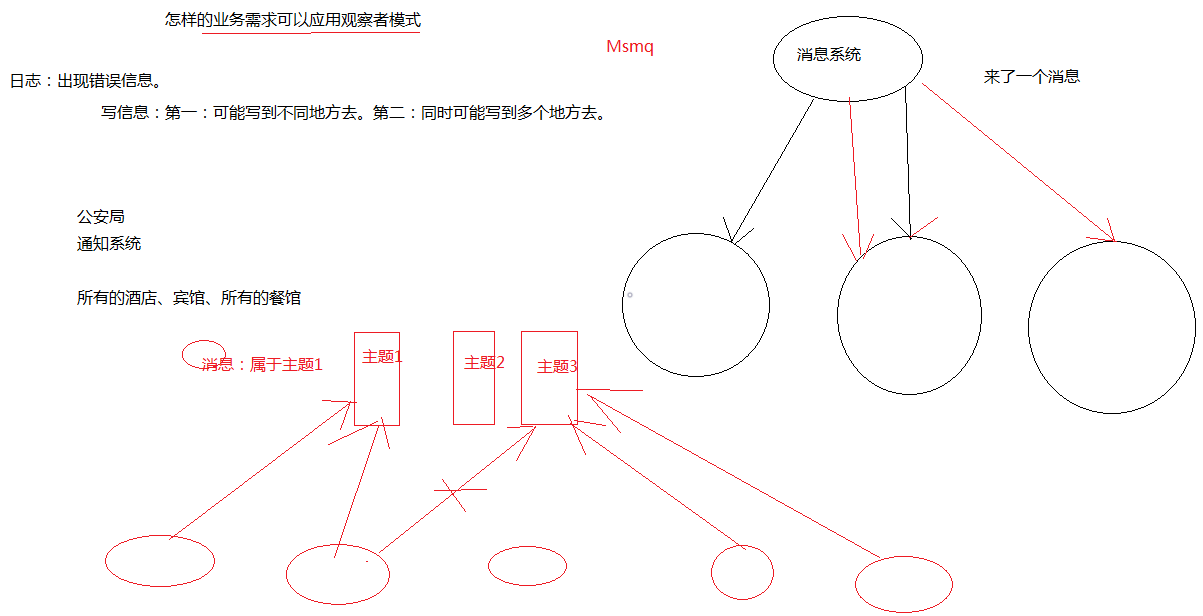 怎样的业务需求可以应用观察者模式
Msmq
消息系统
来了一个消息
日志：出现错误信息。
写信息：第一：可能写到不同地方去。第二：同时可能写到多个地方去。
公安局
通知系统
所有的酒店、宾馆、所有的餐馆
消息：属于主题1
主题1
主题2
主题3